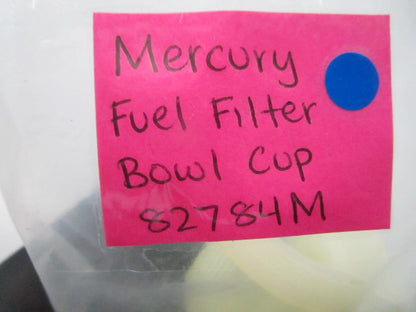 Mercury
Fuel Filter
Bowl Cup
82784M